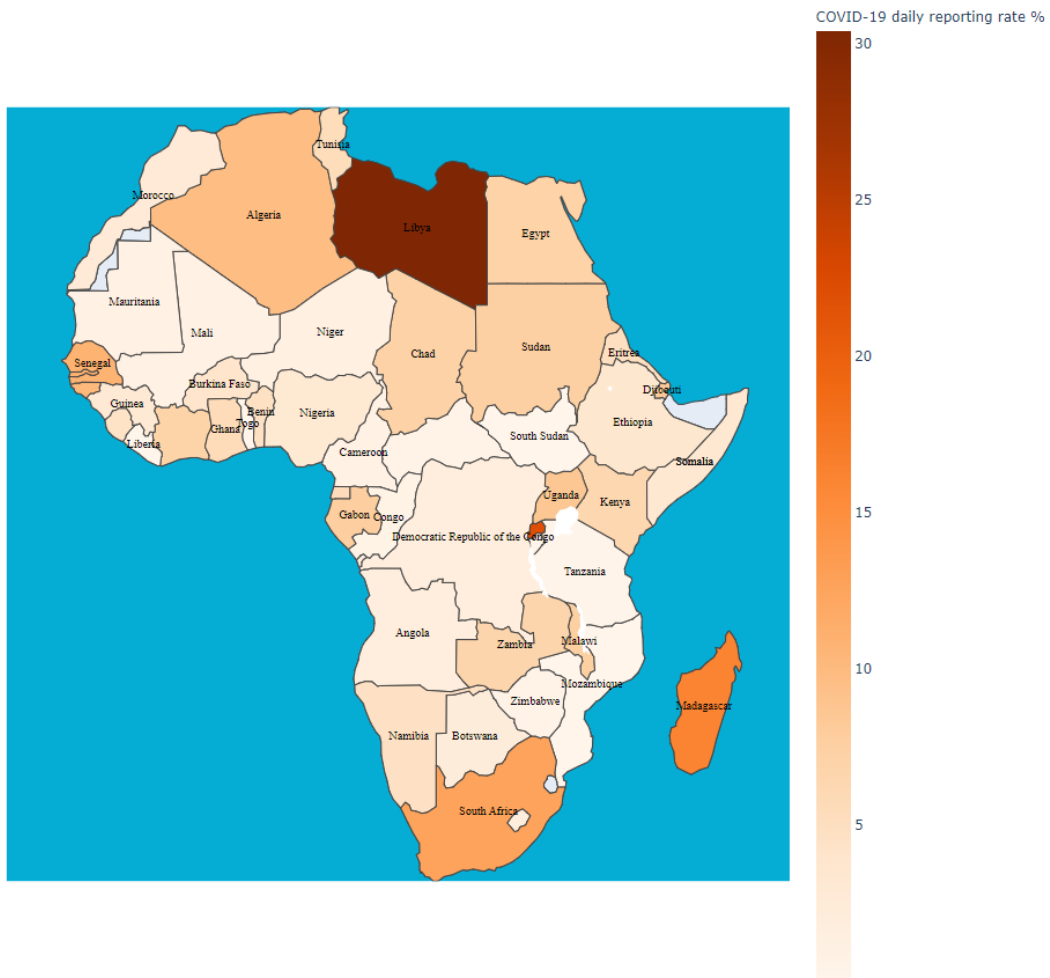 COVID-19 daily reporting rate %
30
25
20
15
10
5
Tunisia
Morocco
Algeria
Libya
Egypt
Mauritania
Mali
Niger
Chad
Sudan
Eritrea
Senegal
Burkina Faso
Djibouti
Guinea
Benin
Nigeria
Togo
Ghana
Ethiopia
Liberia
South Sudan
Cameroon
Somalia
Uganda
Kenya
Gabon
Congo
Democratic Republic of the Congo
Tanzania
Angola
Zambia
Malawi
Mozambique
Zimbabwe
Madagascar
Namibia
Botswana
South Africa